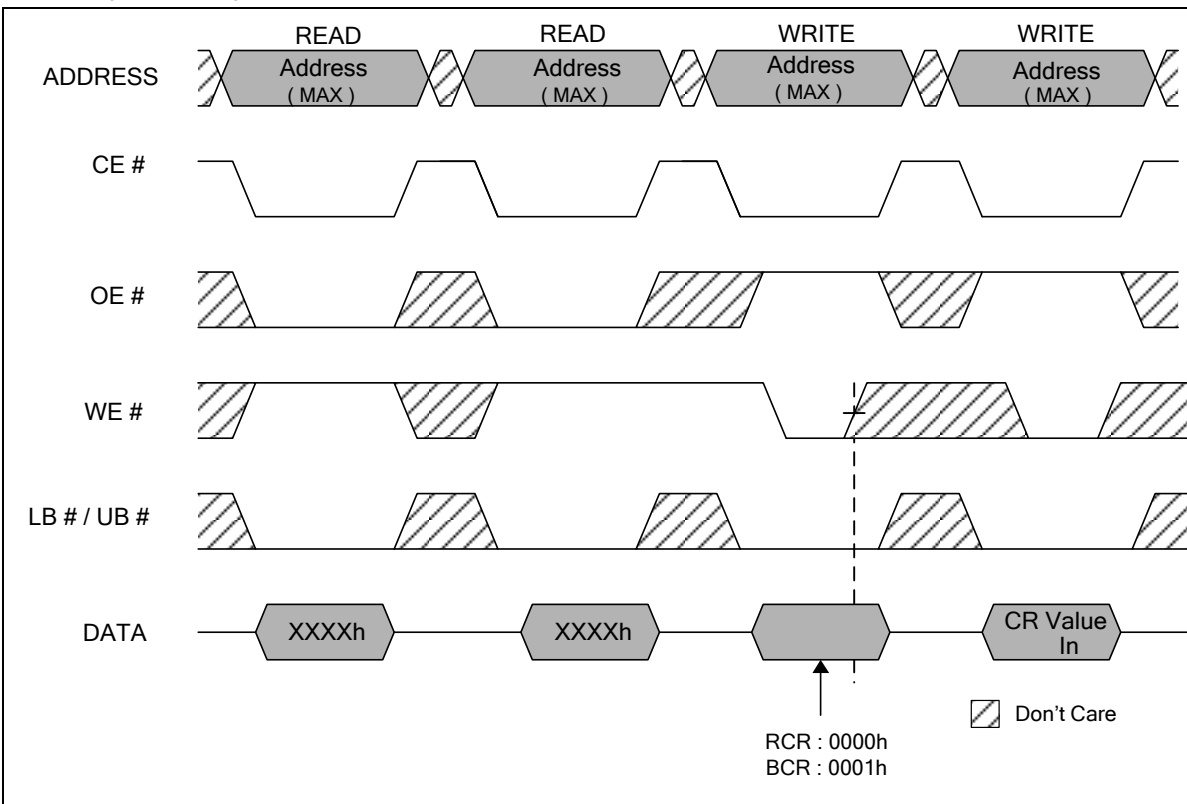 READ READ WRITE WRITE
ADDRESS Address Address Address Address
( MAX ) ( MAX ) ( MAX ) ( MAX )
CE #
OE #
WE #
LB # / UB #
DATA XXXXh XXXXh CR Value
In
Don't Care
RCR : 0000h
BCR : 0001h